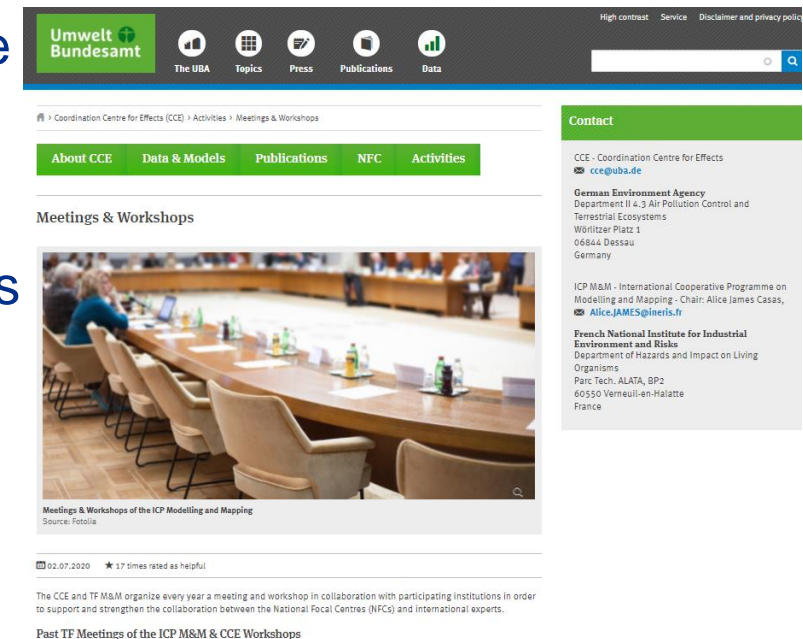 e
s
High contrast Service Disclaimer and privacy policy
Umwelt
Bundesamt
The UBA Topics Press Publications Data
> Coordination Centre for Effects (CCE) > Activities > Meetings & Workshops
About CCE Data & Models Publications NFC Activities
Meetings & Workshops
Meetings & Workshops of the ICP Modelling and Mapping
Source: Fotolia
02.07.2020 17 times rated as helpful
The CCE and TF M&M organize every year a meeting and workshop in collaboration with participating institutions in order
to support and strengthen the collaboration between the National Focal Centres (NFCs) and international experts.
Past TF Meetings of the ICP M&M & CCE Workshops
Contact
CCE - Coordination Centre for Effects
cce@uba.de
German Environment Agency
Department II 4.3 Air Pollution Control and
Terrestrial Ecosystems
Wörlitzer Platz 1
06844 Dessau
Germany
ICP M&M - International Cooperative Programme on
Modelling and Mapping - Chair: Alice James Casas,
Alice.JAMES@ineris.fr
French National Institute for Industrial
Environment and Risks
Department of Hazards and Impact on Living
Organisms
Parc Tech. ALATA, BP2
60550 Verneuil-en-Halatte
France